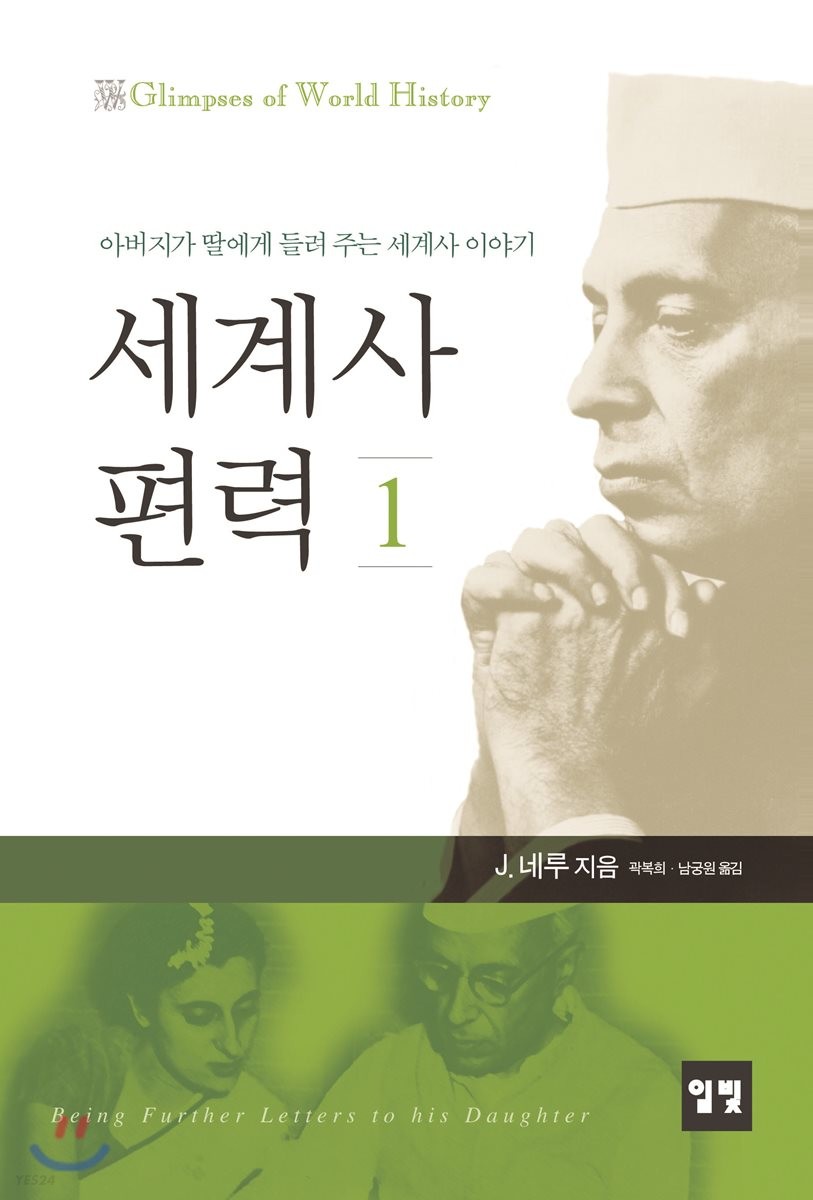 Glimpses of World History
아버지가 딸에게 들려 주는 세계사 이야기
세계사
편력 1
J. 네루 지음 곽복희 · 남궁원 옮김
일빛
Being Further Letters to his Daughter
YES24